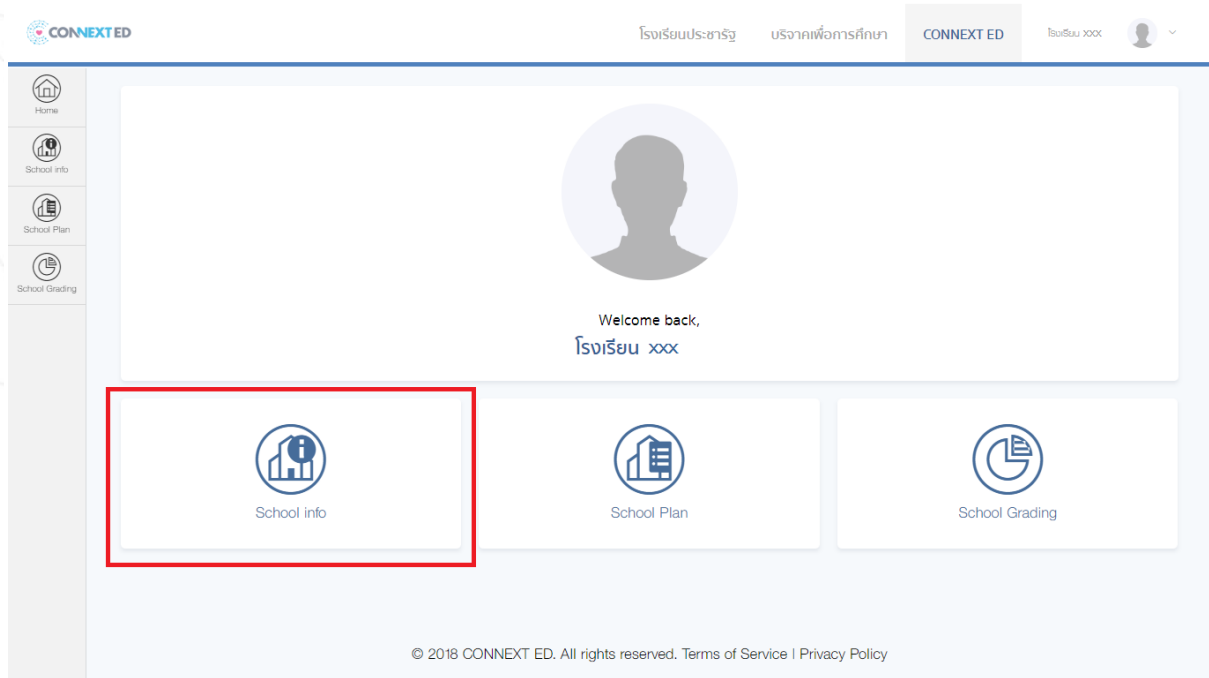 CONNEXT ED
โรงเรียนประชารัฐ
บริจาคเพื่อการศึกษา
CONNEXT ED
โรงเรียน xxx
Home
School info
School Plan
School Grading
Welcome back,
โรงเรียน xxx
School info
School Plan
School Grading
© 2018 CONNEXT ED. All rights reserved. Terms of Service | Privacy Policy